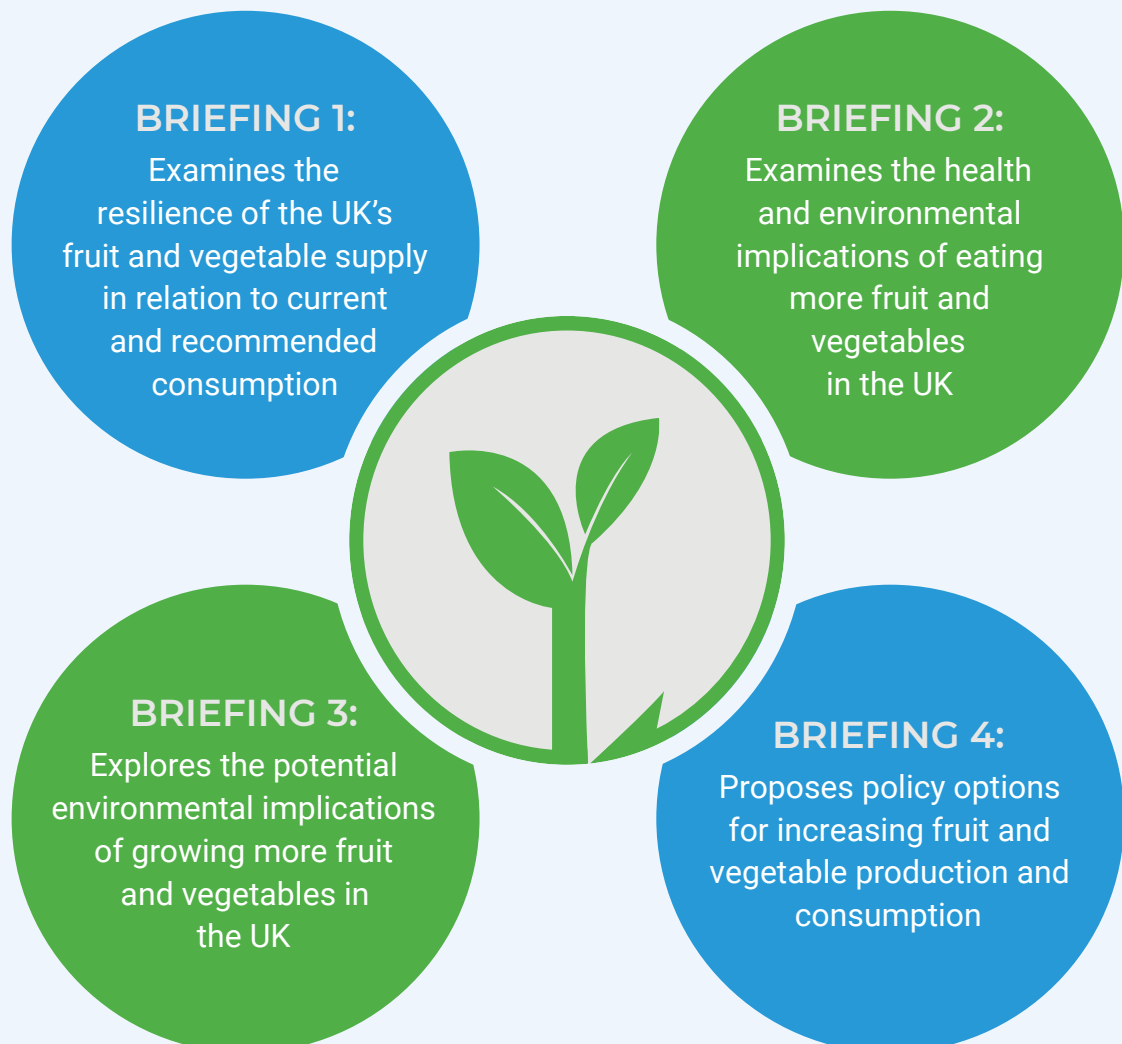 BRIEFING 1:
Examines the
resilience of the UK's
fruit and vegetable supply
in relation to current
and recommended
consumption
BRIEFING 2:
Examines the health
and environmental
implications of eating
more fruit and
vegetables
in the UK
BRIEFING 3:
Explores the potential
environmental implications
of growing more fruit
and vegetables in
the UK
BRIEFING 4:
Proposes policy options
for increasing fruit and
vegetable production and
consumption